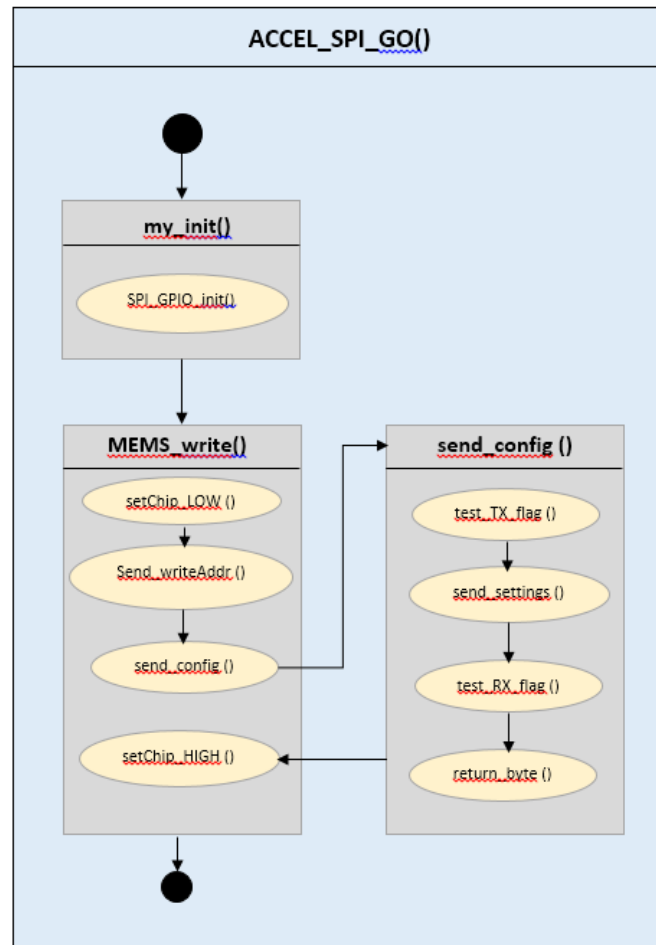 ACCEL_SPI_GO()
my_init()
SPI_GPIO_init()
MEMS_write()
setChip_LOW ()
Send_writeAddr ()
send_config ()
setChip_HIGH ()
send_config ()
test_TX_flag ()
send_settings ()
test_RX_flag ()
return_byte ()